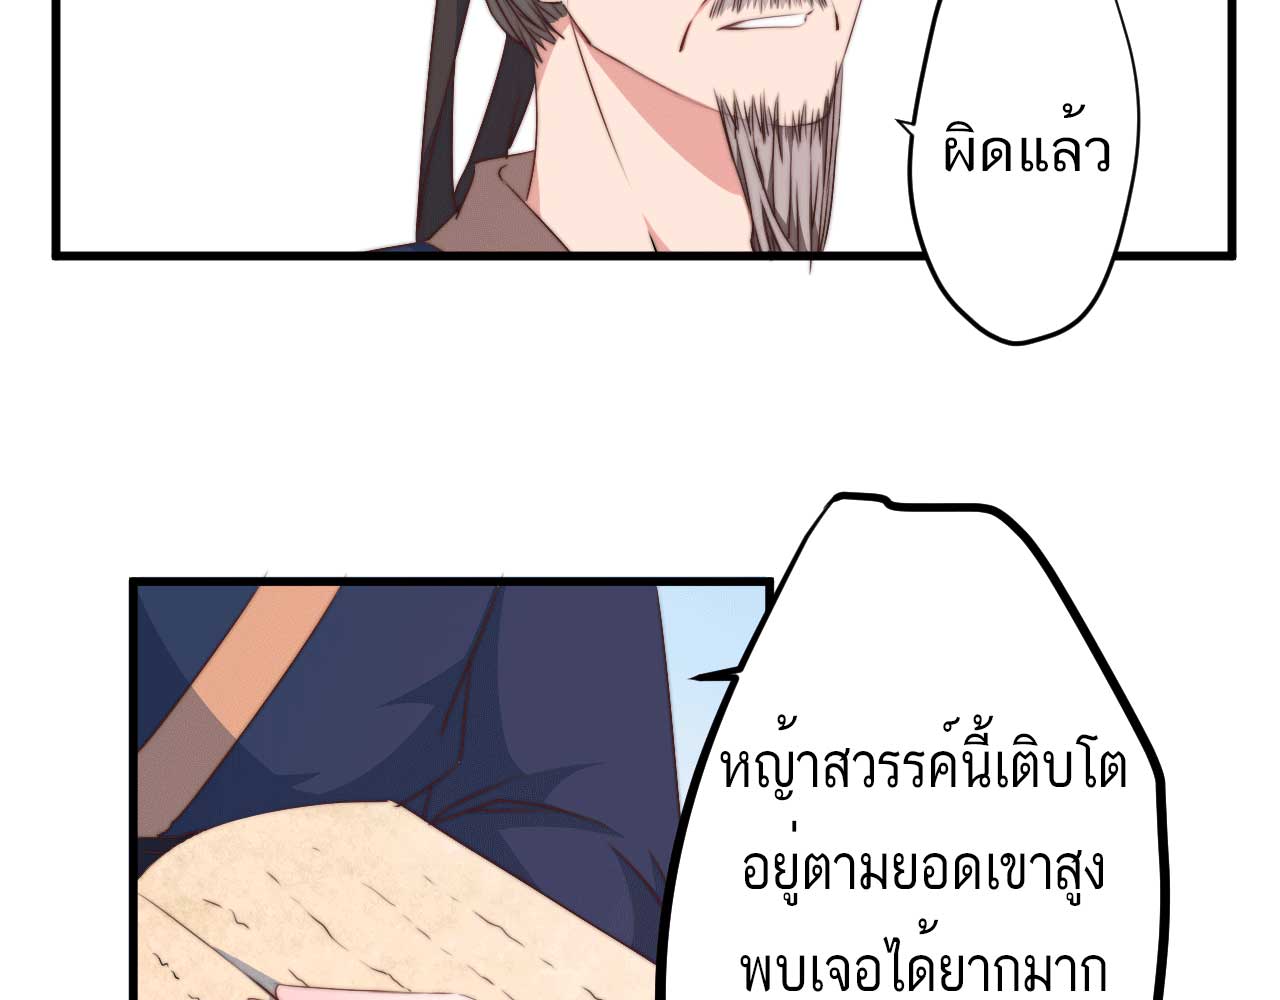 ผิดแล้ว
หญ้าสวรรค์นี้เติบโต
อยู่ตามยอดเขาสูง
พบเจอได้ยากมาก